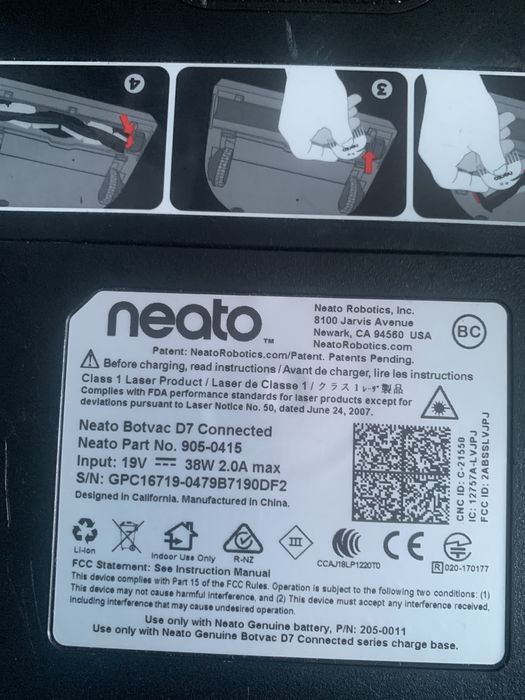 4
3
neato
neato
neato™
Neato Robotics, Inc.
8100 Jarvis Avenue
Newark, CA 94560 USA
NeatoRobotics.com
BC
Patent: NeatoRobotics.com/Patent. Patents Pending.
Before charging, read instructions / Avant de charger, lire les instructions
Class 1 Laser Product / Laser de Classe 1 / クラス 1 レーザ 製品
Complies with FDA performance standards for laser products except for
deviations pursuant to Laser Notice No. 50, dated June 24, 2007.
Neato Botvac D7 Connected
Neato Part No. 905-0415
Input: 19V ⎓ 38W 2.0A max
S/N: GPC16719-0479B7190DF2
Designed in California. Manufactured in China.
CNC ID: C-21550
IC: 12757A-LVJPJ
FCC ID: 2ABSSLVJPJ
Li-ion
Indoor Use Only
R-NZ
III
CCAJ18LP1220T0
CE
R 020-170177
FCC Statement: See Instruction Manual
This device complies with Part 15 of the FCC Rules. Operation is subject to the following two conditions: (1)
This device may not cause harmful interference, and (2) This device must accept any interference received,
including interference that may cause undesired operation.
Use only with Neato Genuine battery, P/N: 205-0011
Use only with Neato Genuine Botvac D7 Connected series charge base.